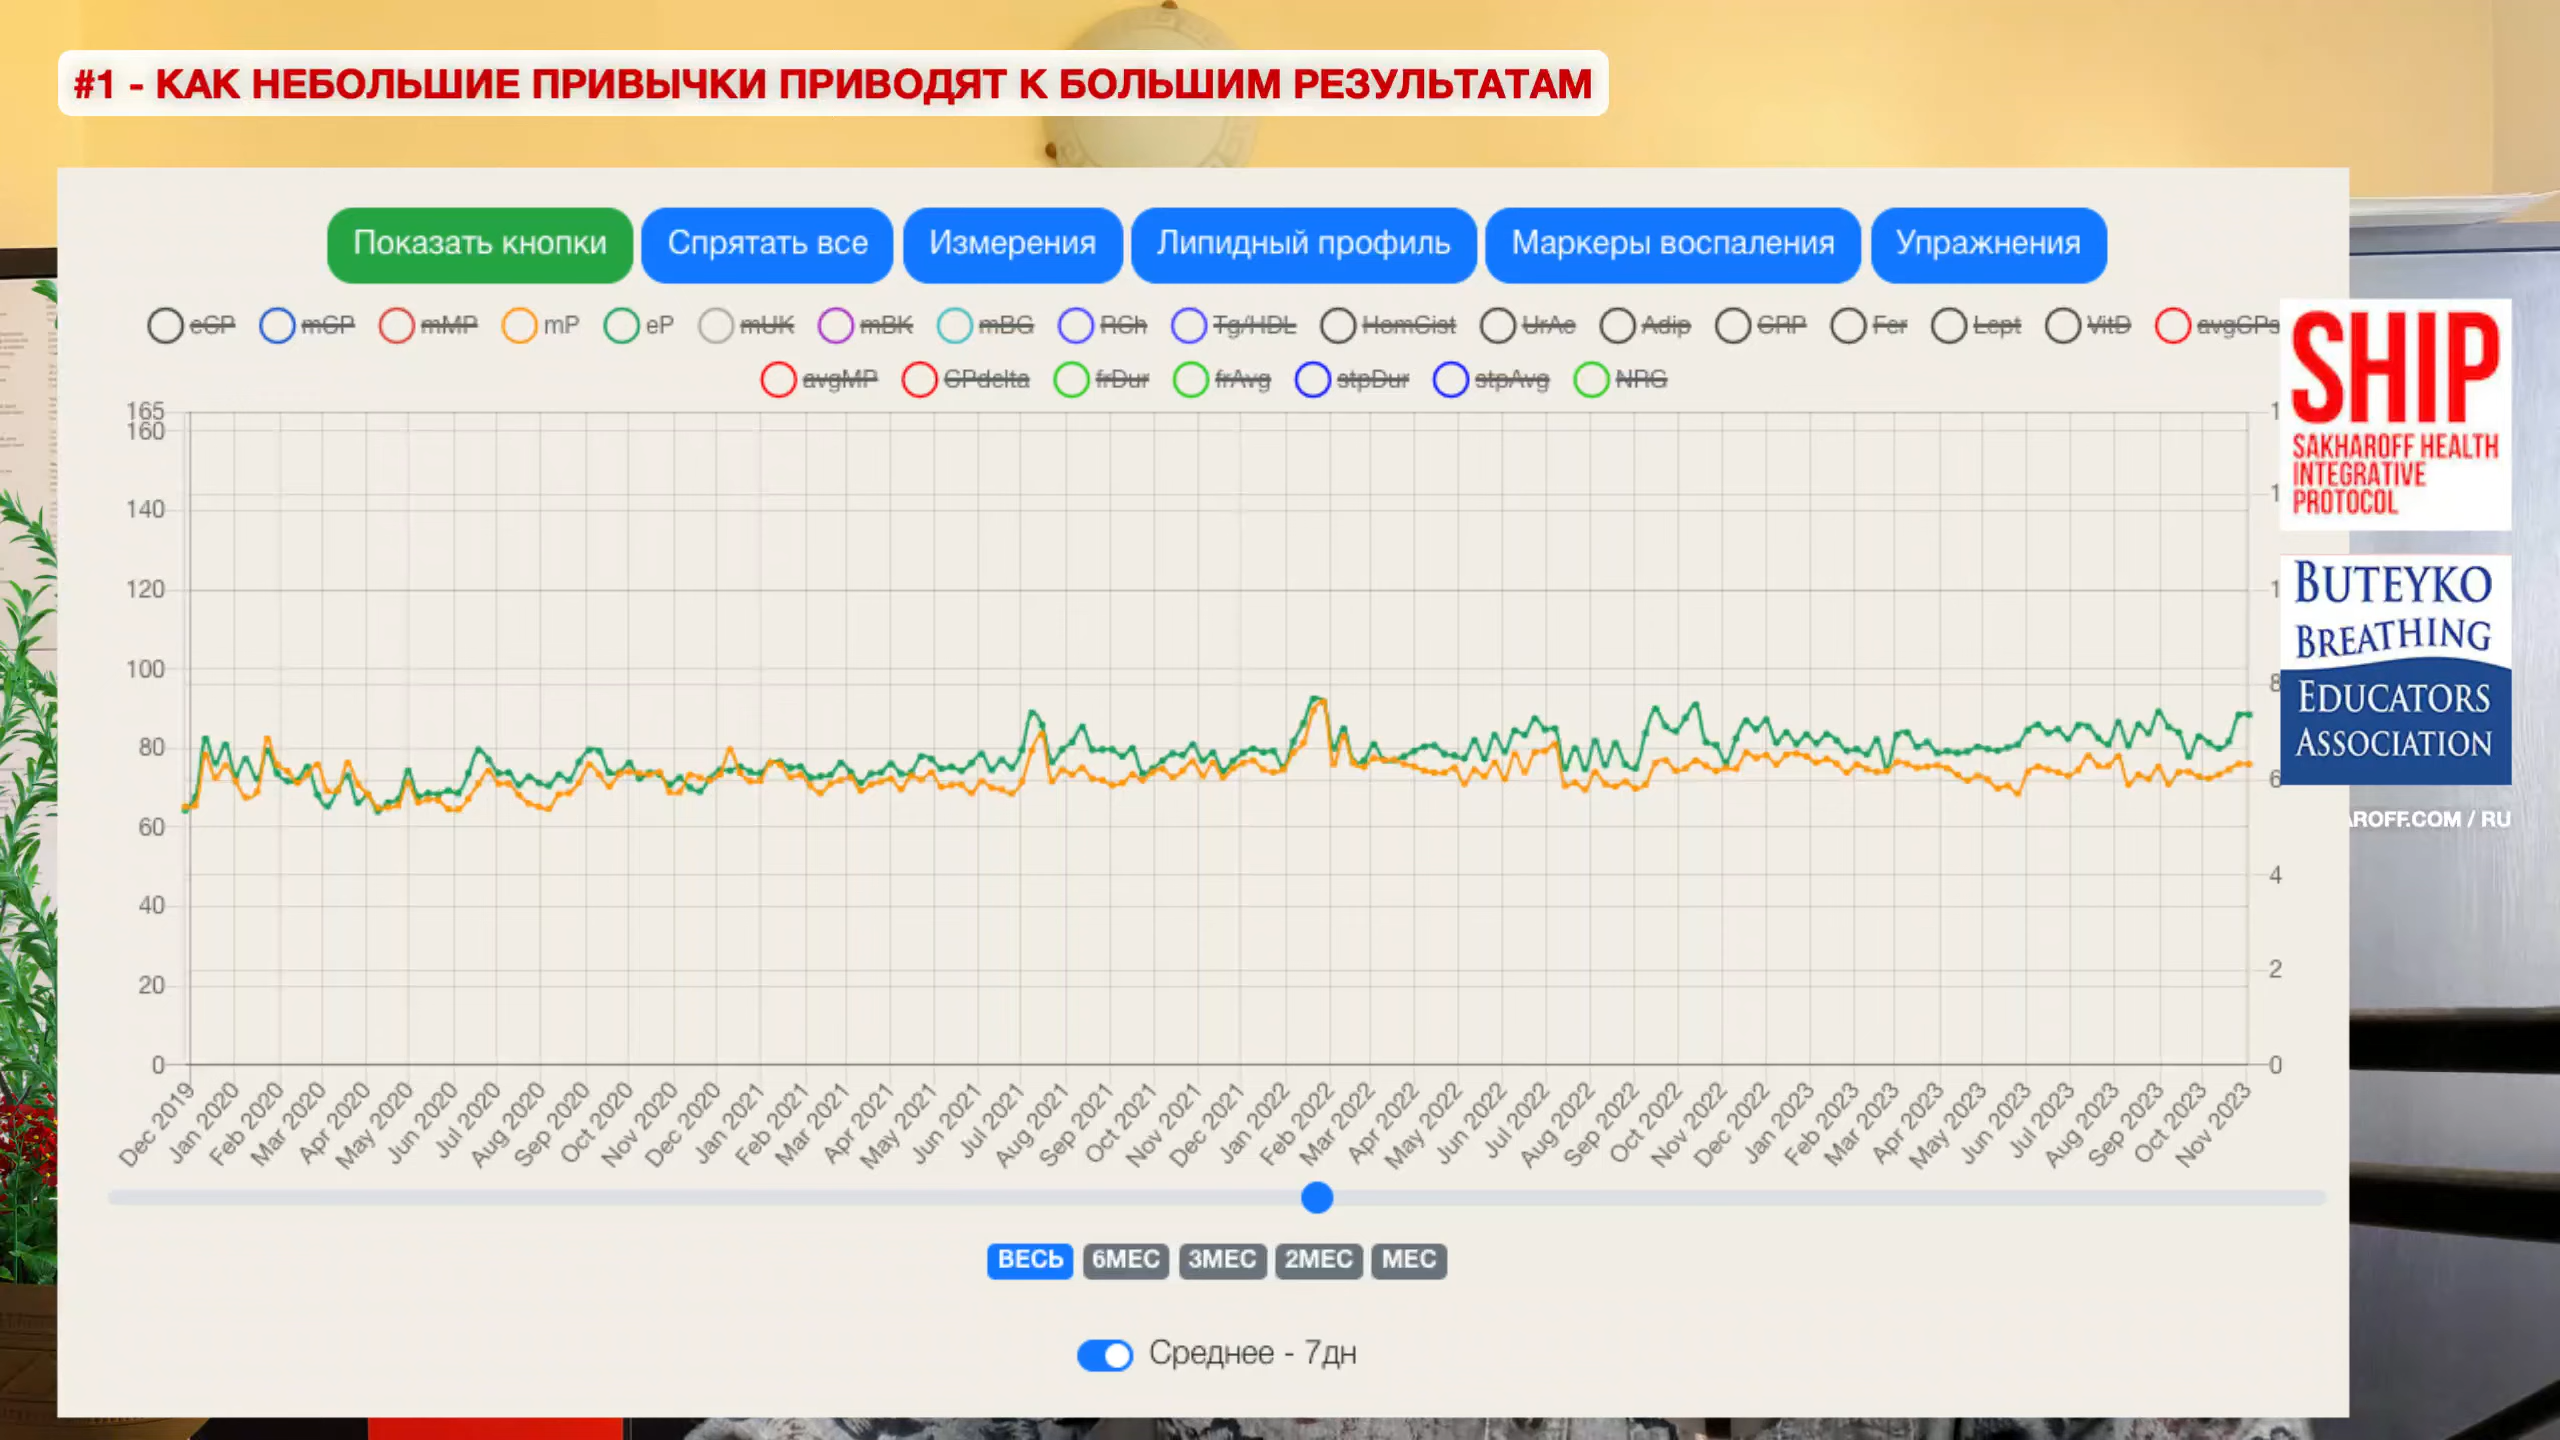 #1 - КАК НЕБОЛЬШИЕ ПРИВЫЧКИ ПРИВОДЯТ К БОЛЬШИМ РЕЗУЛЬТАТАМ
Показать кнопки Спрятать все Измерения Липидный профиль Маркеры воспаления Упражнения
eCP mCP mMP mP eP mUK mBK mBG RCh Tg/HDL HomCist UrAc Adip CRP Fer Lept VitD avgCPs
avgMP CPdelta frDur frAvg stpDur stpAvg NRG
165
160
140
120
100
80
60
40
20
0
8
6
4
2
0
Dec 2019 Jan 2020 Feb 2020 Mar 2020 Apr 2020 May 2020 Jun 2020 Jul 2020 Aug 2020 Sep 2020 Oct 2020 Nov 2020 Dec 2020 Jan 2021 Feb 2021 Mar 2021 Apr 2021 May 2021 Jun 2021 Jul 2021 Aug 2021 Sep 2021 Oct 2021 Nov 2021 Dec 2021 Jan 2022 Feb 2022 Mar 2022 Apr 2022 May 2022 Jun 2022 Jul 2022 Aug 2022 Sep 2022 Oct 2022 Nov 2022 Dec 2022 Jan 2023 Feb 2023 Mar 2023 Apr 2023 May 2023 Jun 2023 Jul 2023 Aug 2023 Sep 2023 Oct 2023 Nov 2023
ВЕСЬ 6МЕС 3МЕС 2МЕС МЕС
Среднее - 7дн
SHIP
SAKHAROFF HEALTH
INTEGRATIVE
PROTOCOL
BUTEYKO
BREATHING
EDUCATORS
ASSOCIATION
AROFF.COM / RU